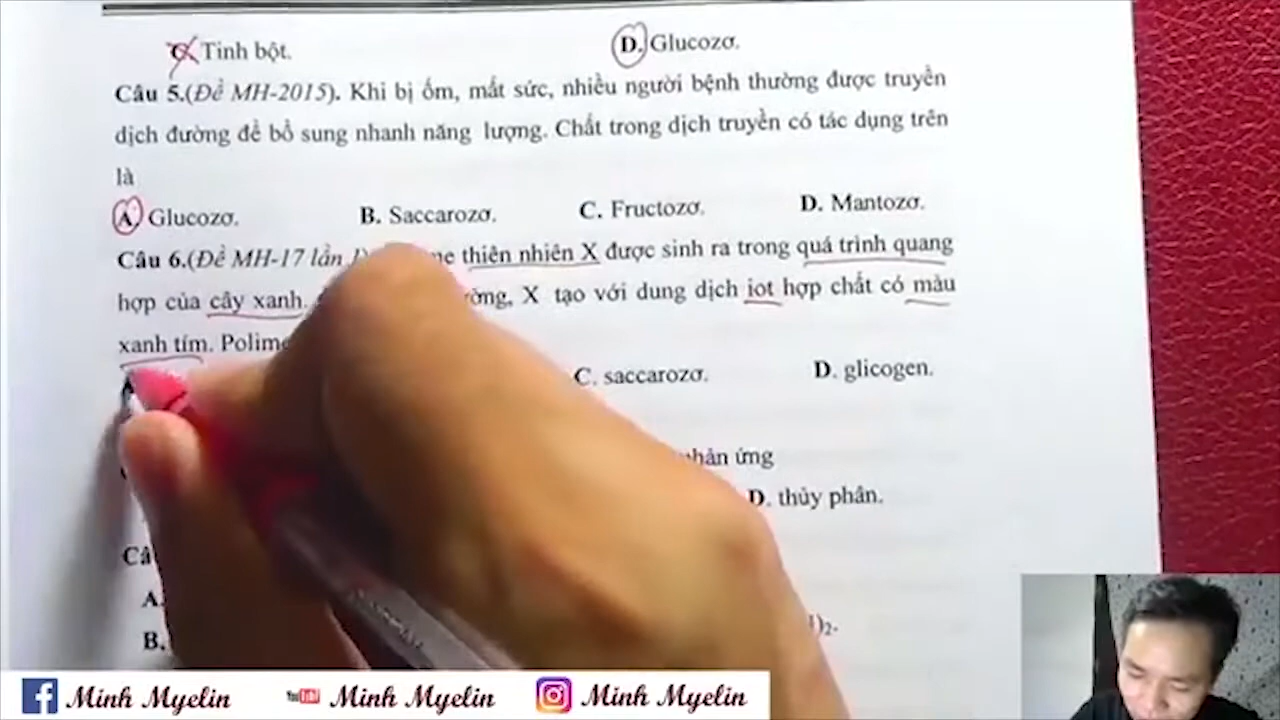 C. Tinh bột. D. Glucozơ.
Câu 5.(Đề MH-2015). Khi bị ốm, mất sức, nhiều người bệnh thường được truyền
dịch đường để bổ sung nhanh năng lượng. Chất trong dịch truyền có tác dụng trên
là
A. Glucozơ. B. Saccarozơ. C. Fructozơ. D. Mantozơ.
Câu 6.(Đề MH-17 lần thiên nhiên X được sinh ra trong quá trình quang
hợp của cây xanh. X tạo với dung dịch iot hợp chất có màu
xanh tím.
C. saccarozơ. D. glicogen.
ứng
D. thủy phân.
A.
B.
Minh Myelin Minh Myelin Minh Myelin